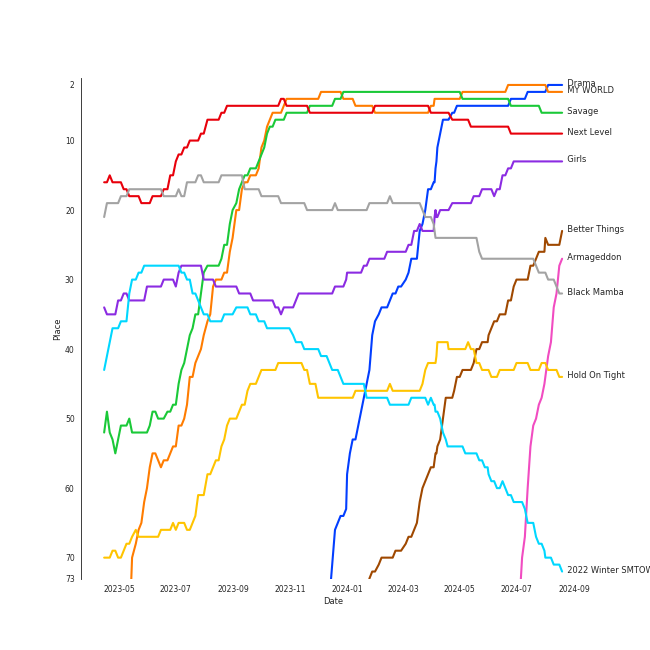 2
10
20
30
40
50
60
70
73
Place
Drama
MY WORLD
Savage
Next Level
Girls
Better Things
Armageddon
Black Mamba
Hold On Tight
2022 Winter SMTOW
2023-05
2023-07
2023-09
2023-11
2024-01
2024-03
2024-05
2024-07
2024-09
Date